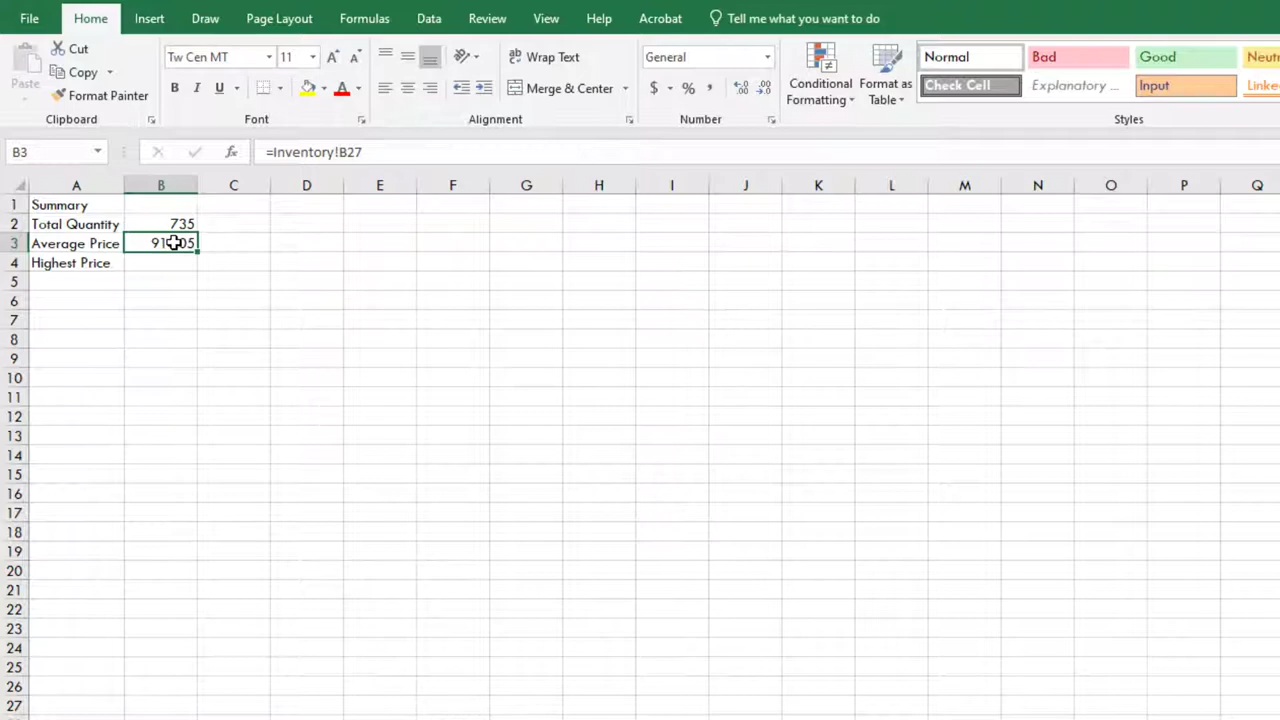 File Home Insert Draw Page Layout Formulas Data Review View Help Acrobat Tell me what you want to do
Paste
Cut
Copy
Format Painter
Clipboard
Tw Cen MT 11 A A
B I U A
Font
Wrap Text
Merge & Center
Alignment
General
$ % ,
Number
Conditional Formatting
Format as Table
Normal Bad Good
Check Cell Explanatory ... Input
Styles
B3 fx =Inventory!B27
A B C D E F G H I J K L M N O P Q
1 Summary
2 Total Quantity 735
3 Average Price
4 Highest Price
5
6
7
8
9
10
11
12
13
14
15
16
17
18
19
20
21
22
23
24
25
26
27